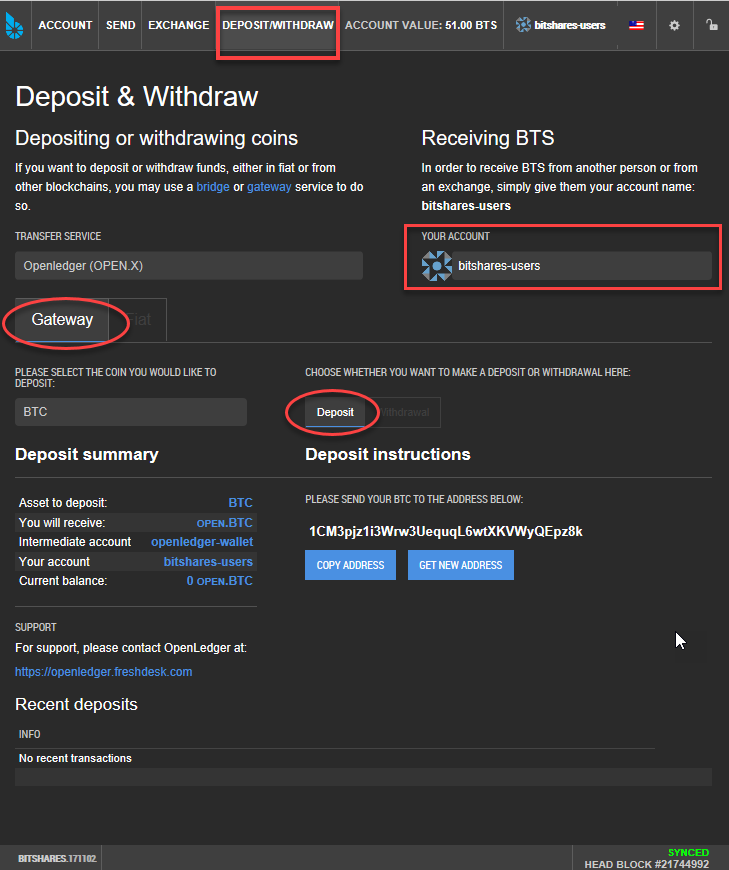 ACCOUNT SEND EXCHANGE DEPOSIT/WITHDRAW ACCOUNT VALUE: 51.00 BTS bitshares-users
Deposit & Withdraw
Depositing or withdrawing coins
If you want to deposit or withdraw funds, either in fiat or from
other blockchains, you may use a bridge or gateway service to do
so.
Receiving BTS
In order to receive BTS from another person or from
an exchange, simply give them your account name:
bitshares-users
TRANSFER SERVICE
Openledger (OPEN.X)
YOUR ACCOUNT
bitshares-users
Gateway Fiat
PLEASE SELECT THE COIN YOU WOULD LIKE TO
DEPOSIT:
BTC
CHOOSE WHETHER YOU WANT TO MAKE A DEPOSIT OR WITHDRAWAL HERE:
Deposit Withdrawal
Deposit summary
Asset to deposit: BTC
You will receive: OPEN.BTC
Intermediate account openledger-wallet
Your account bitshares-users
Current balance: 0 OPEN.BTC
Deposit instructions
PLEASE SEND YOUR BTC TO THE ADDRESS BELOW:
1CM3pjz1i3Wrw3UequqL6wtXKVWyQEpz8k
COPY ADDRESS GET NEW ADDRESS
SUPPORT
For support, please contact OpenLedger at:
https://openledger.freshdesk.com
Recent deposits
INFO
No recent transactions
BITSHARES.171102
SYNCED
HEAD BLOCK #21744992